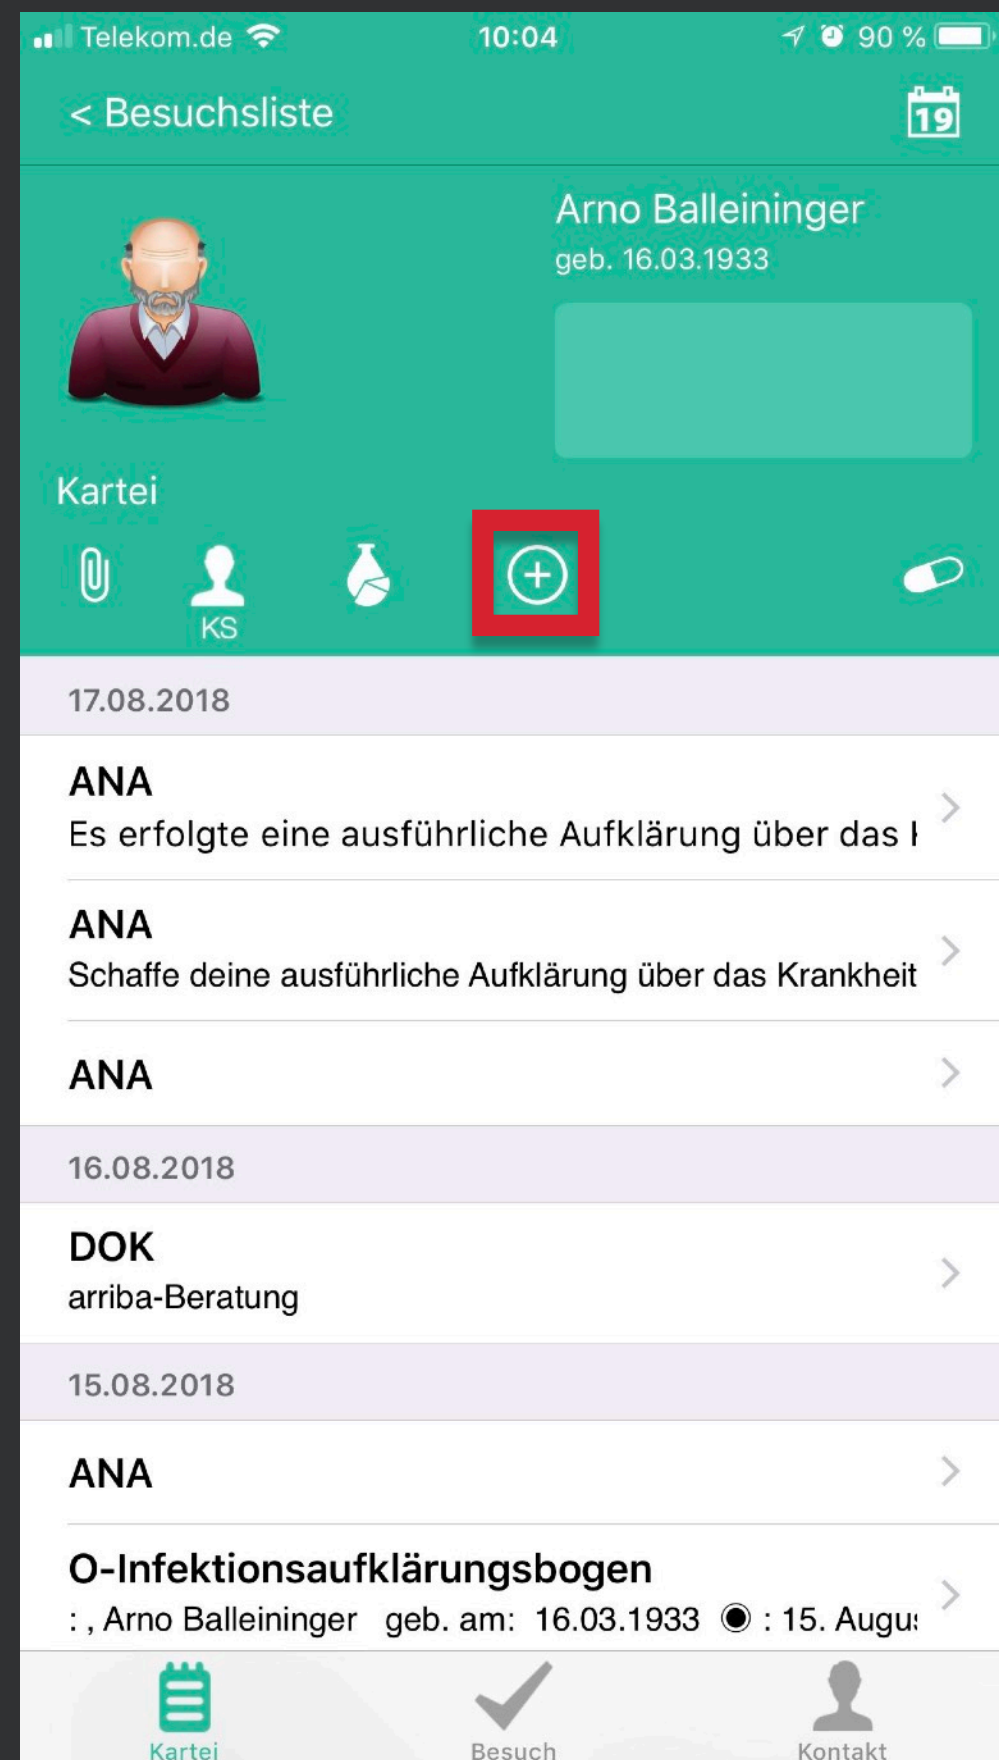 Telekom.de 10:04 90 %
< Besuchsliste
19
Arno Balleininger
geb. 16.03.1933
Kartei
KS
17.08.2018
ANA
Es erfolgte eine ausführliche Aufklärung über das
ANA
Schaffe deine ausführliche Aufklärung über das Krankheit
ANA
16.08.2018
DOK
arriba-Beratung
15.08.2018
ANA
O-Infektionsaufklärungsbogen
: , Arno Balleininger geb. am: 16.03.1933 ◉ : 15. Augu
Kartei Besuch Kontakt